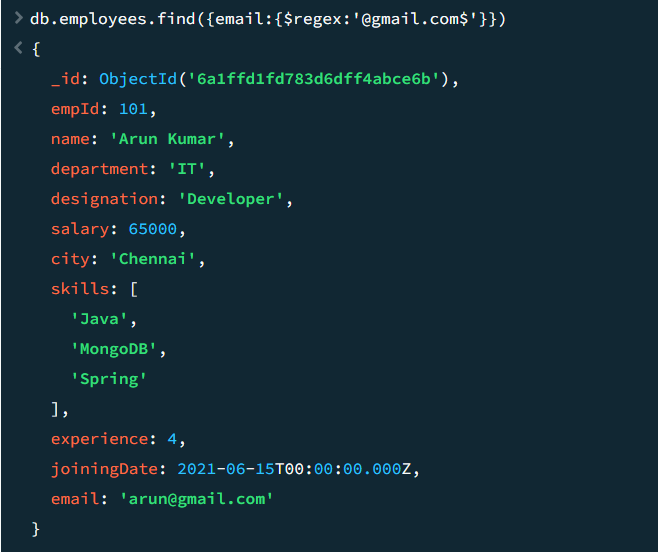 > db.employees.find({email:{$regex:'@gmail.com$'}})
< {
_id: ObjectId('6a1ffd1fd783d6dff4abce6b'),
empId: 101,
name: 'Arun Kumar',
department: 'IT',
designation: 'Developer',
salary: 65000,
city: 'Chennai',
skills: [
'Java',
'MongoDB',
'Spring'
],
experience: 4,
joiningDate: 2021-06-15T00:00:00.000Z,
email: 'arun@gmail.com'
}